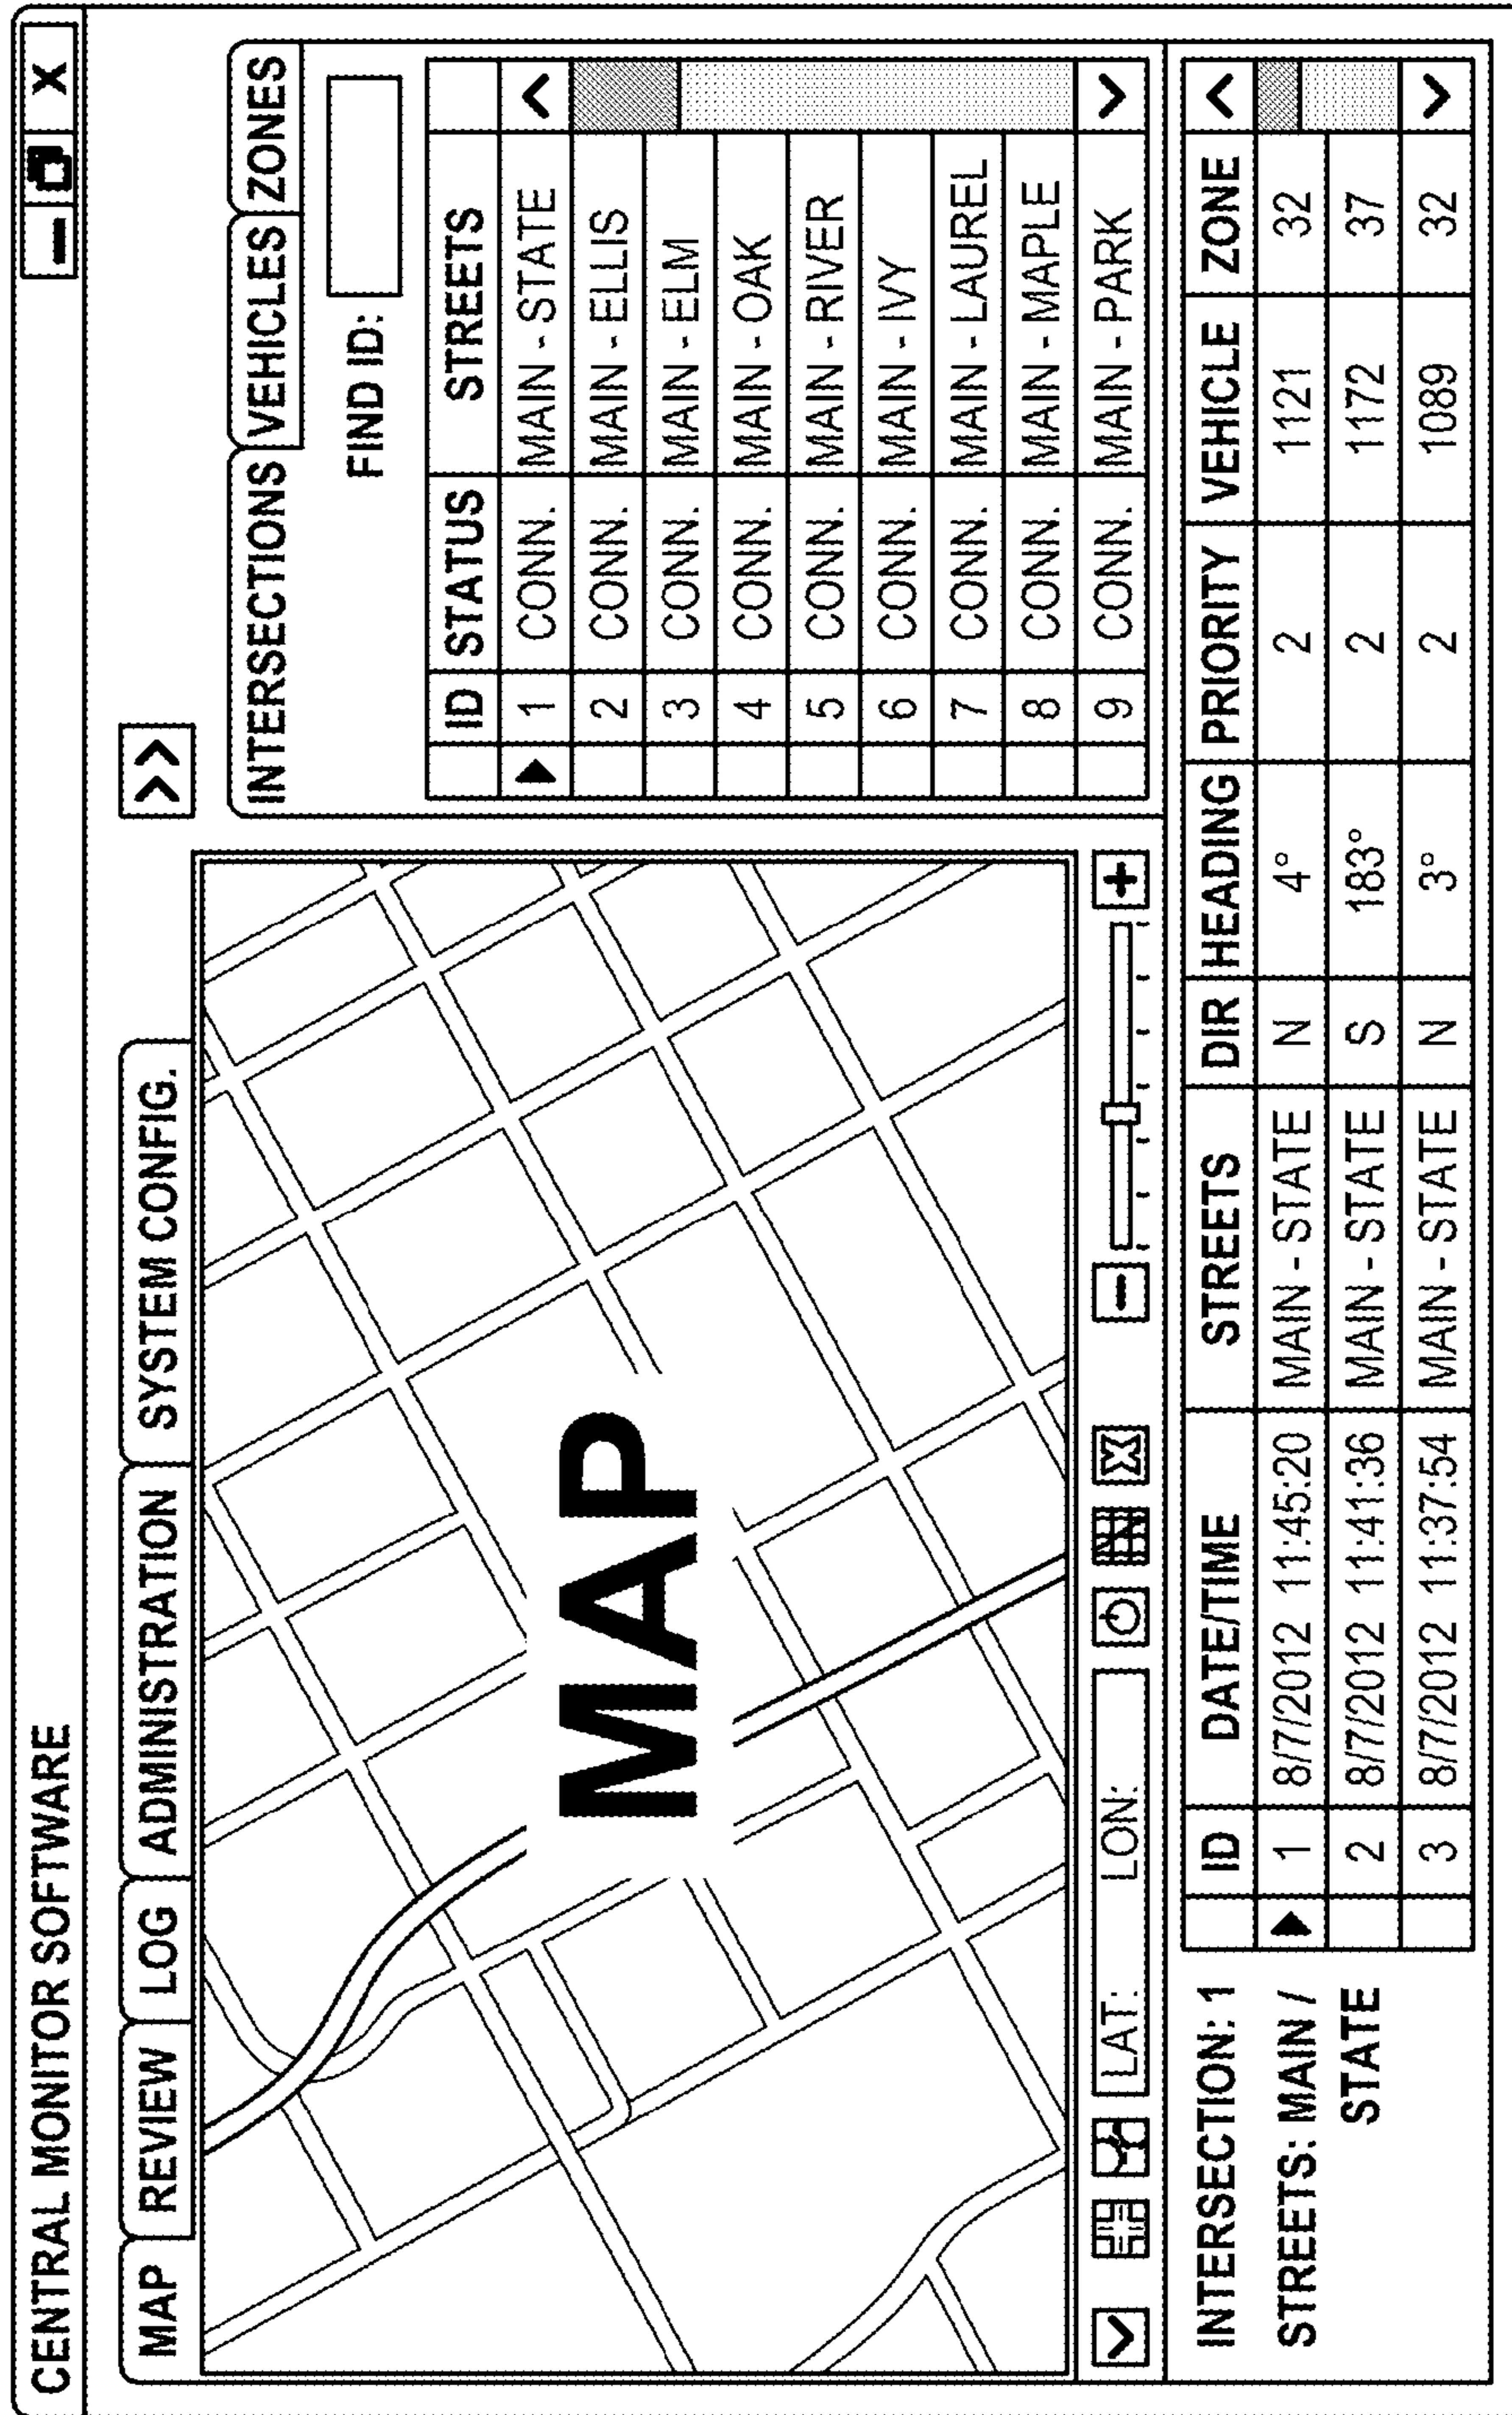 CENTRAL MONITOR SOFTWARE
X
MAP REVIEW LOG ADMINISTRATION SYSTEM CONFIG.
>>
INTERSECTIONS VEHICLES ZONES
FIND ID:
ID STATUS STREETS
1 CONN. MAIN - STATE
2 CONN. MAIN - ELLIS
3 CONN. MAIN - ELM
4 CONN. MAIN - OAK
5 CONN. MAIN - RIVER
6 CONN. MAIN - IVY
7 CONN. MAIN - LAUREL
8 CONN. MAIN - MAPLE
9 CONN. MAIN - PARK
MAP
LAT: LON:
INTERSECTION: 1
STREETS: MAIN /
STATE
ID DATE/TIME STREETS DIR HEADING PRIORITY VEHICLE ZONE
1 8/7/2012 11:45:20 MAIN - STATE N 4° 2 1121 32
2 8/7/2012 11:41:36 MAIN - STATE S 183° 2 1172 37
3 8/7/2012 11:37:54 MAIN - STATE N 3° 2 1089 32